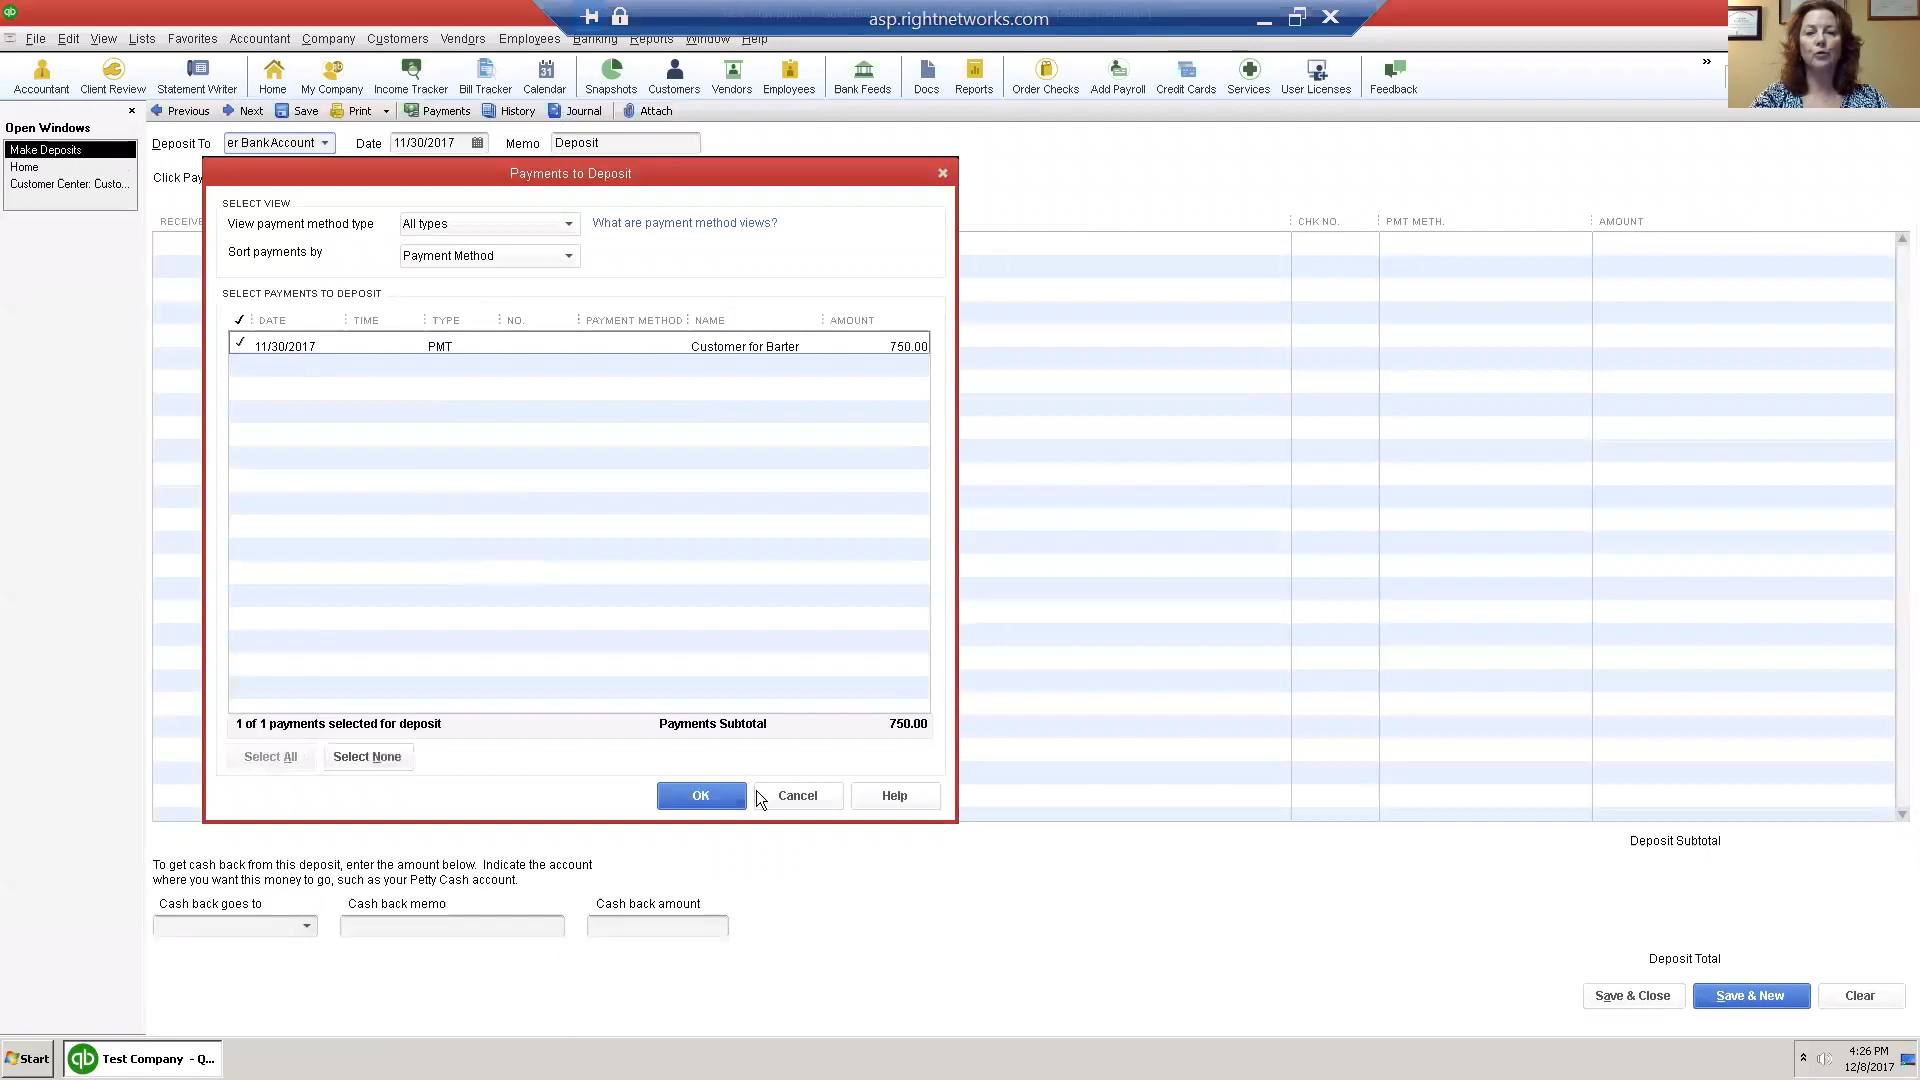 asp.rightnetworks.com
File Edit View Lists Favorites Accountant Company Customers Vendors Employees Banking Reports Window Help
Accountant Client Review Statement Writer Home My Company Income Tracker Bill Tracker Calendar Snapshots Customers Vendors Employees Bank Feeds Docs Reports Order Checks Add Payroll Credit Cards Services User Licenses Feedback
Previous Next Save Print Payments History Journal Attach
Open Windows
Make Deposits
Home
Customer Center: Custo...
Deposit To er BankAccount Date 11/30/2017 Memo Deposit
Click Pay
RECEIVE CHK NO. PMT METH. AMOUNT
Payments to Deposit
SELECT VIEW
View payment method type All types What are payment method views?
Sort payments by Payment Method
SELECT PAYMENTS TO DEPOSIT
✓ DATE TIME TYPE NO. PAYMENT METHOD NAME AMOUNT
✓ 11/30/2017 PMT Customer for Barter 750.00
1 of 1 payments selected for deposit Payments Subtotal 750.00
Select All Select None
OK Cancel Help
Deposit Subtotal
To get cash back from this deposit, enter the amount below. Indicate the account
where you want this money to go, such as your Petty Cash account.
Cash back goes to Cash back memo Cash back amount
Deposit Total
Save & Close Save & New Clear
Start qb Test Company - Q... 4:26 PM
12/8/2017